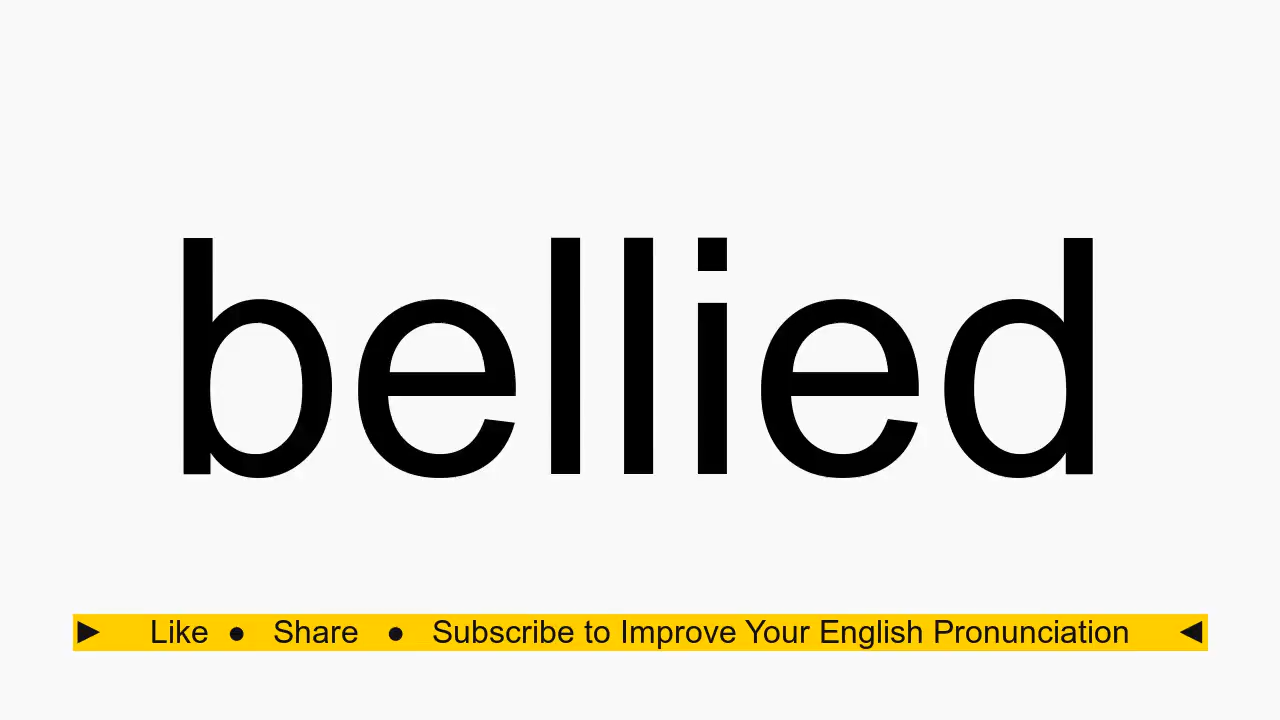 bellied
► Like ● Share ● Subscribe to Improve Your English Pronunciation ◄